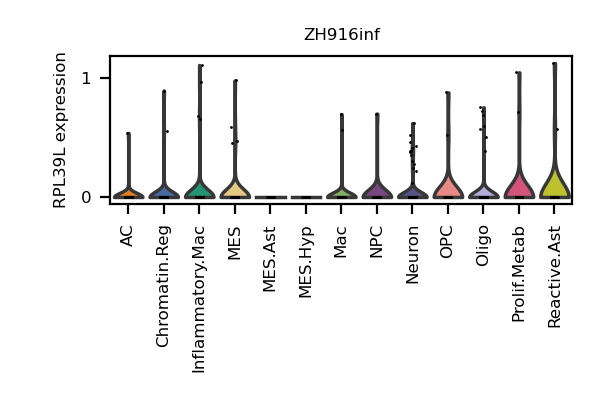 ZH916inf
RPL39L expression
1
0
AC
Chromatin.Reg
Inflammatory.Mac
MES
MES.Ast
MES.Hyp
Mac
NPC
Neuron
OPC
Oligo
Prolif.Metab
Reactive.Ast